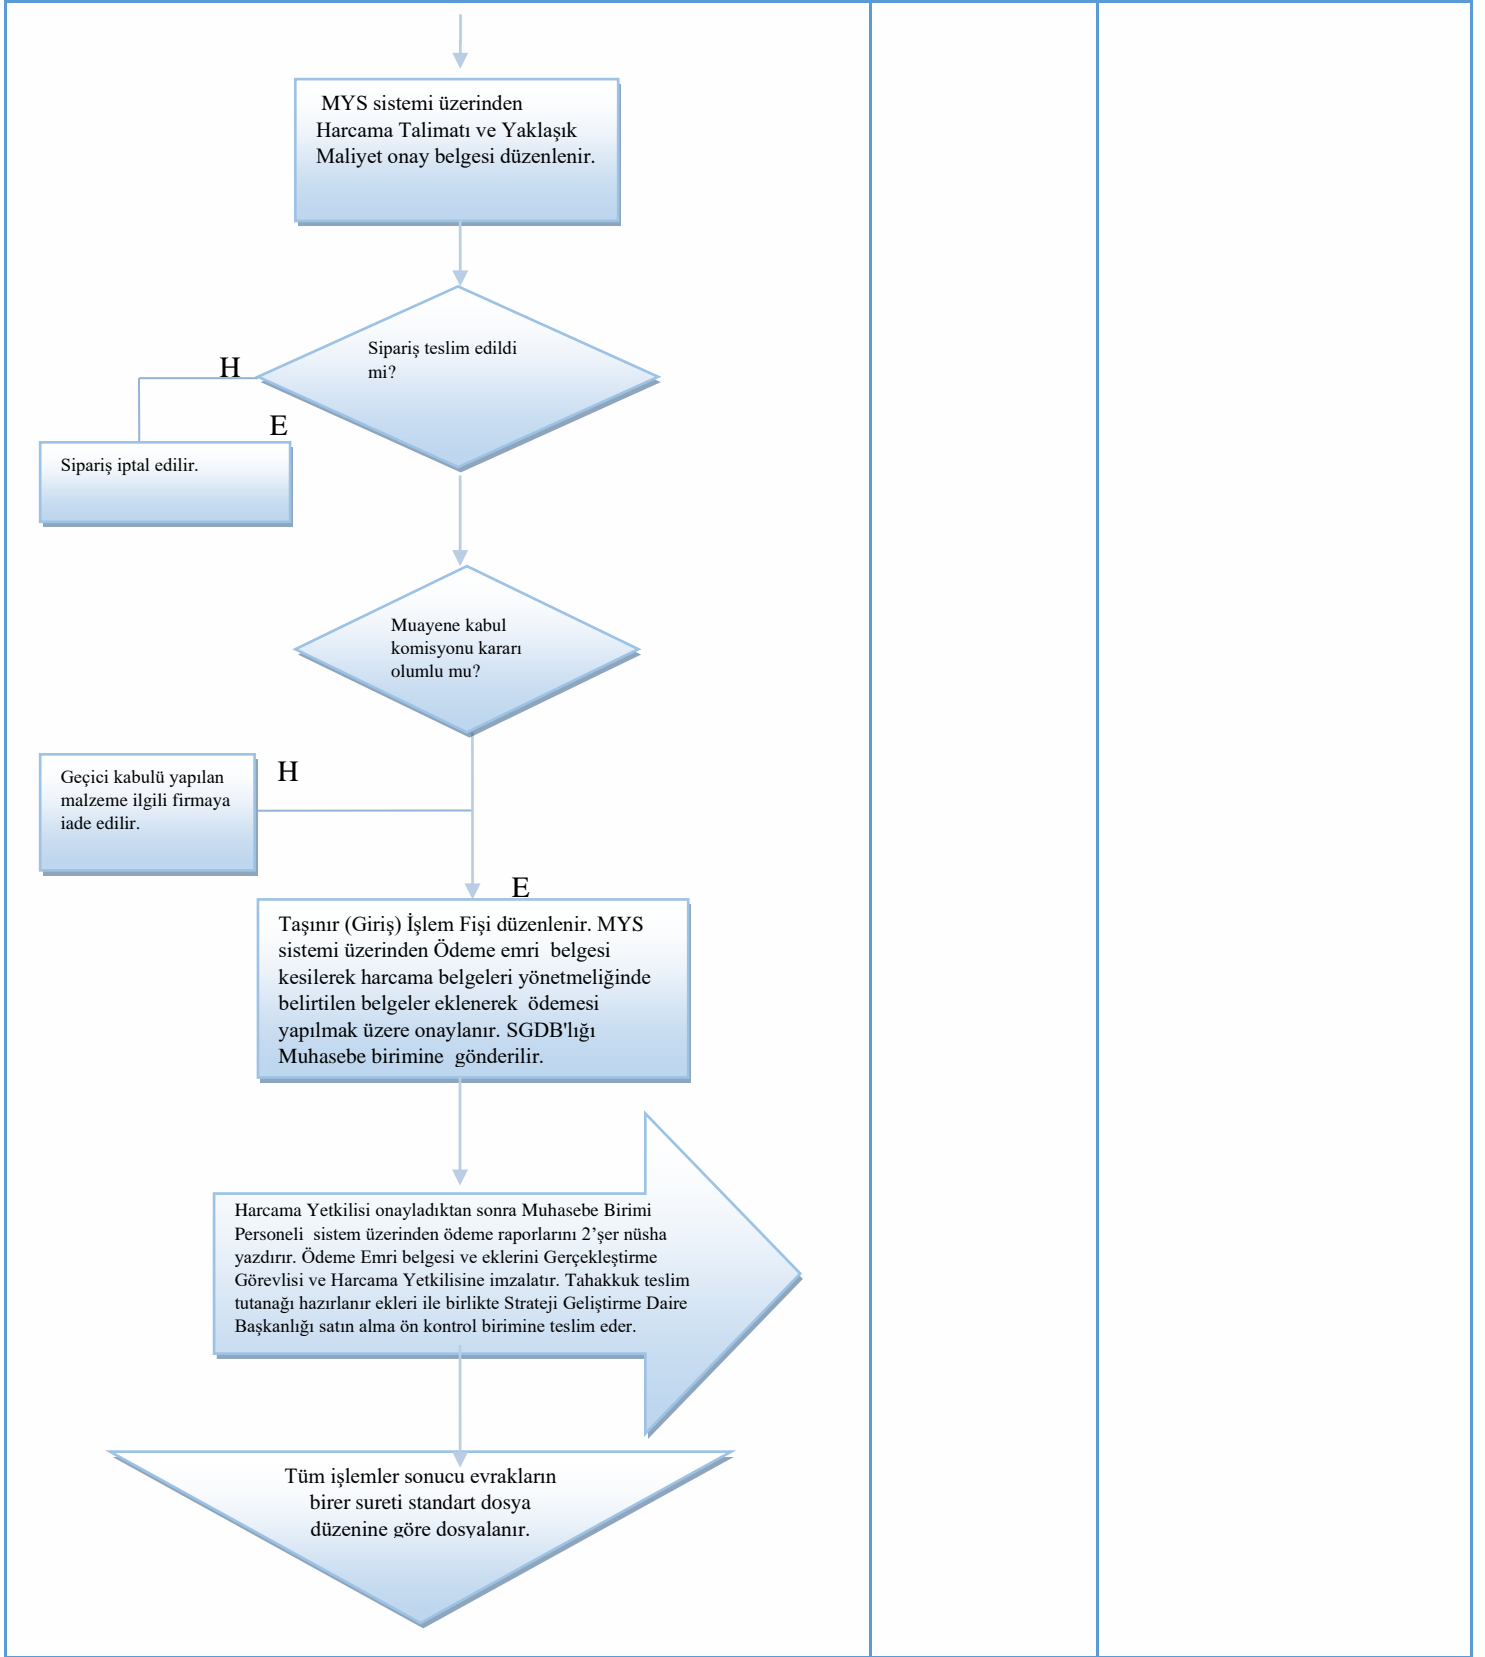 MYS sistemi üzerinden
Harcama Talimatı ve Yaklaşık
Maliyet onay belgesi düzenlenir.
Sipariş teslim edildi
mi?
H
E
Sipariş iptal edilir.
Muayene kabul
komisyonu kararı
olumlu mu?
Geçici kabulü yapılan
malzeme ilgili firmaya
iade edilir.
H
E
Taşınır (Giriş) İşlem Fişi düzenlenir. MYS
sistemi üzerinden Ödeme emri belgesi
kesilerek harcama belgeleri yönetmeliğinde
belirtilen belgeler eklenerek ödemesi
yapılmak üzere onaylanır. SGDB'lığı
Muhasebe birimine gönderilir.
Harcama Yetkilisi onayladıktan sonra Muhasebe Birimi
Personeli sistem üzerinden ödeme raporlarını 2’şer nüsha
yazdırır. Ödeme Emri belgesi ve eklerini Gerçekleştirme
Görevlisi ve Harcama Yetkilisine imzalatır. Tahakkuk teslim
tutanağı hazırlanır ekleri ile birlikte Strateji Geliştirme Daire
Başkanlığı satın alma ön kontrol birimine teslim eder.
Tüm işlemler sonucu evrakların
birer sureti standart dosya
düzenine göre dosyalanır.